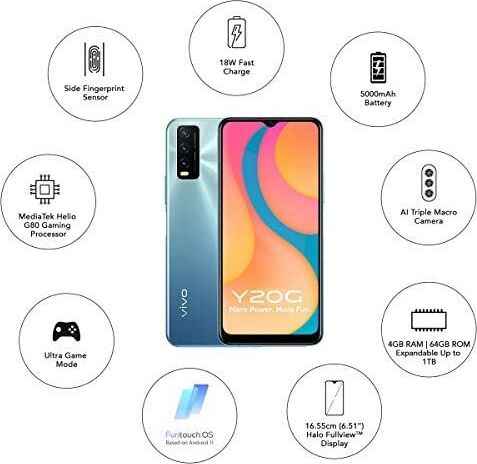 18W Fast
Charge
Side Fingerprint
Sensor
5000mAh
Battery
MediaTek Helio
G80 Gaming
Processor
AI Triple Macro
Camera
vivo
Y20G
More Power. More Fun.
Ultra Game
Mode
4GB RAM | 64GB ROM
Expandable Up to
1TB
Funtouch OS
Based on Android 11
16.55cm (6.51")
Halo Fullview™
Display